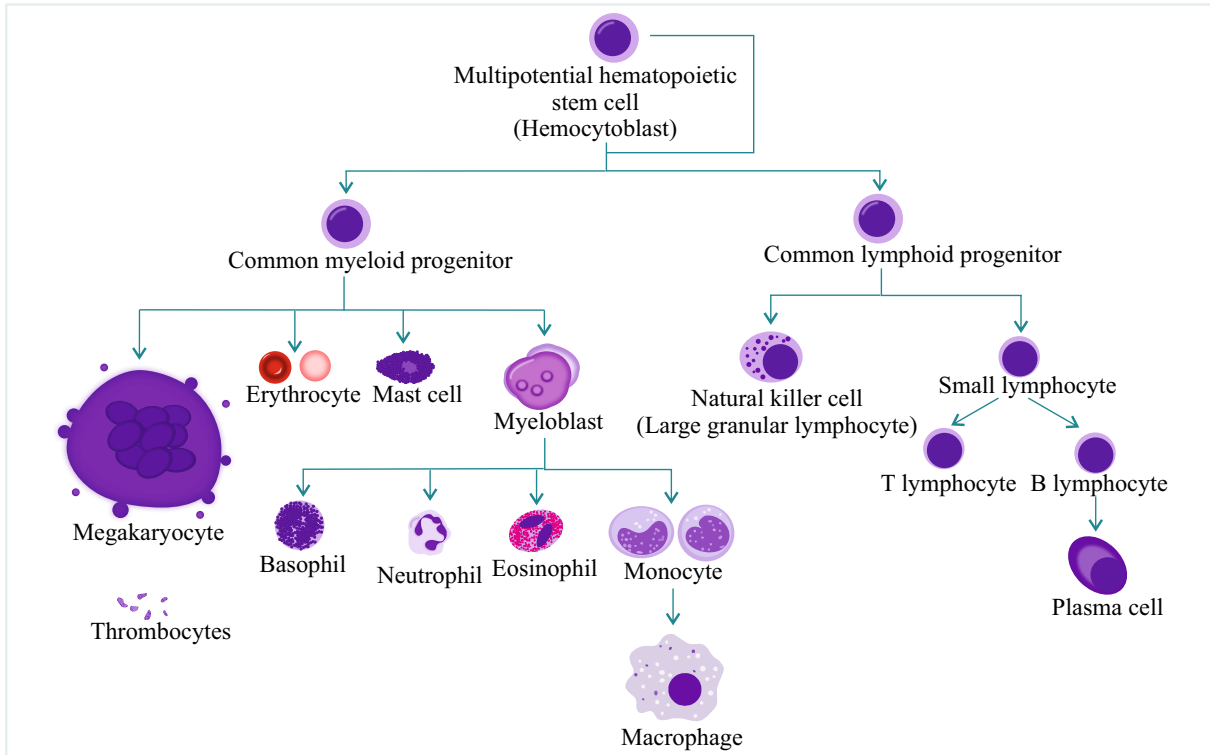 Multipotential hematopoietic
stem cell
(Hemocytoblast)
Common myeloid progenitor
Common lymphoid progenitor
Erythrocyte
Mast cell
Myeloblast
Natural killer cell
(Large granular lymphocyte)
Small lymphocyte
T lymphocyte
B lymphocyte
Megakaryocyte
Basophil
Neutrophil
Eosinophil
Monocyte
Plasma cell
Thrombocytes
Macrophage